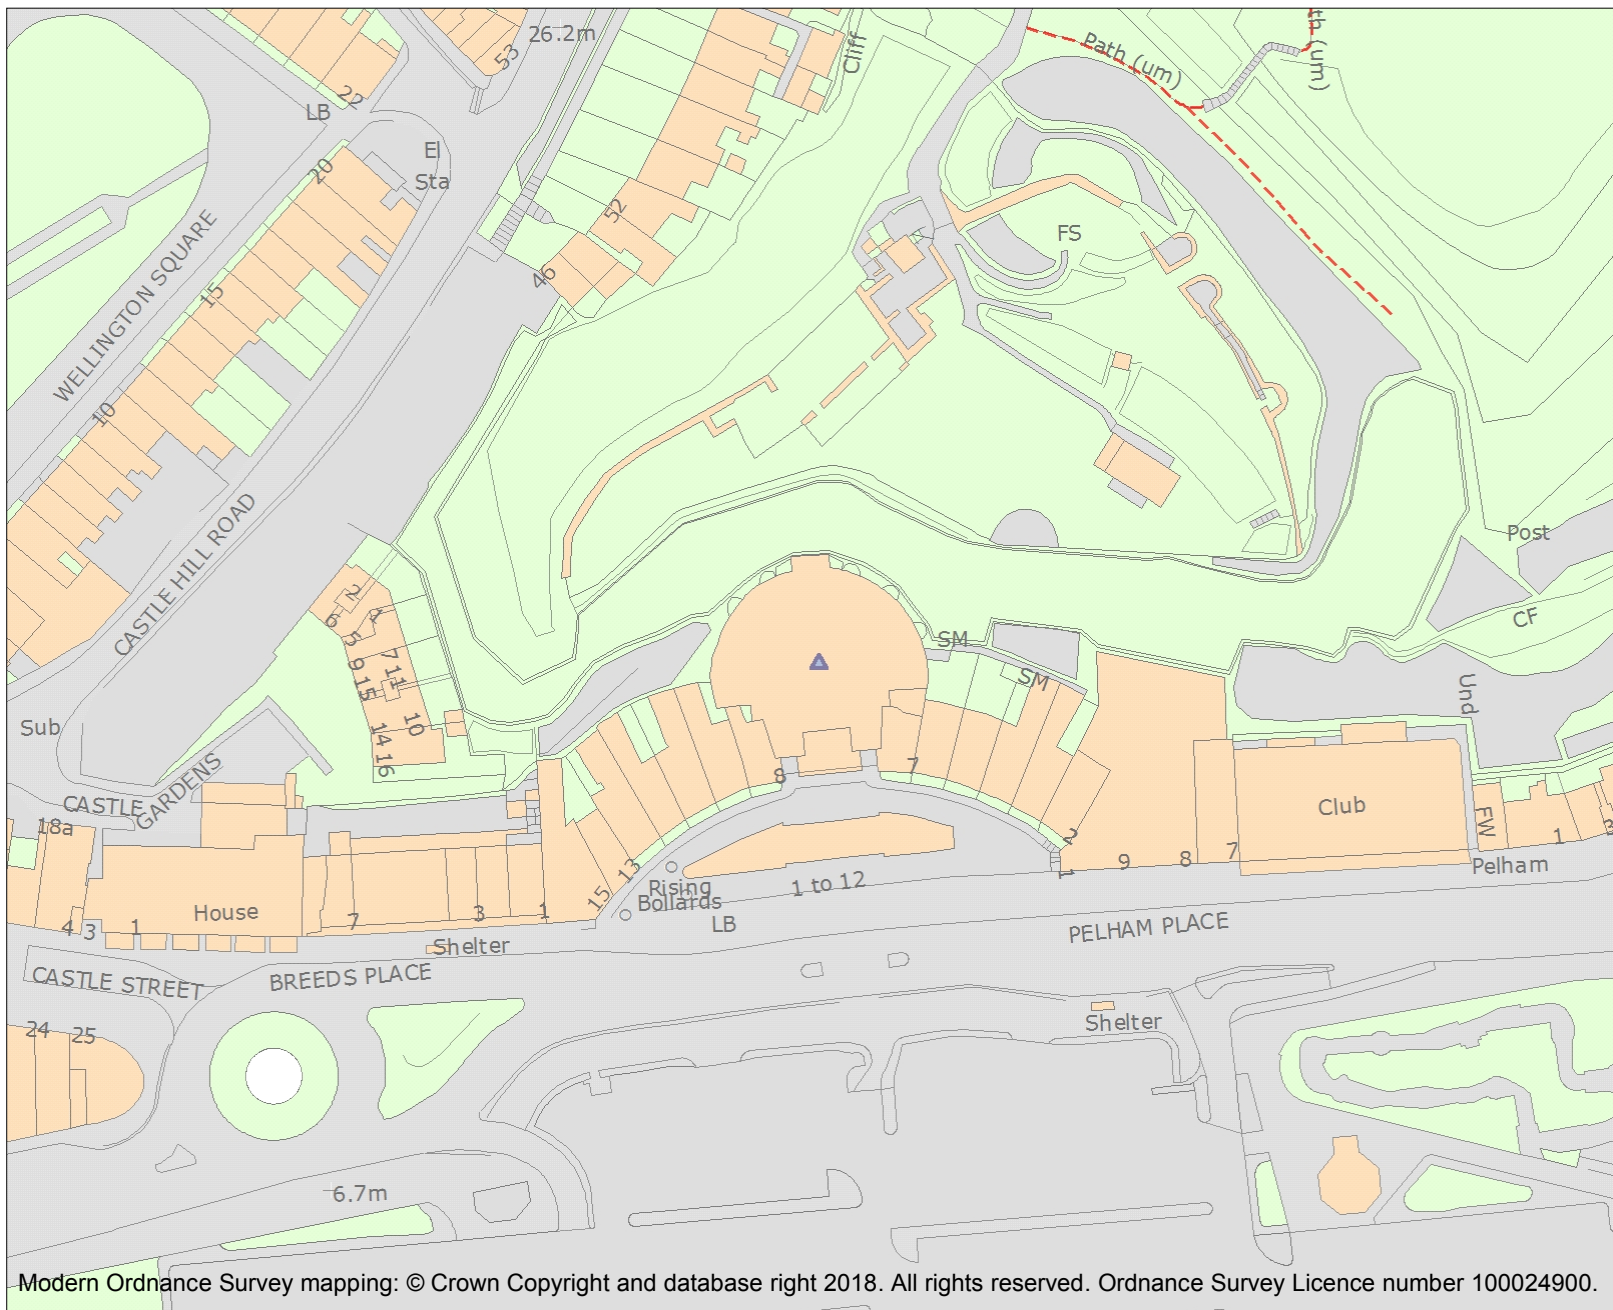 26.2m
53
Cliff
Path (um)
th (um)
22
LB
El
Sta
20
52
FS
WELLINGTON SQUARE
46
15
10
CASTLE HILL ROAD
Post
2
1
6
5
CF
SM
7
9
11
SM
15
Und
10
Sub
14
16
8
7
CASTLE
GARDENS
Club
18a
2
FW
1
3
13
9
8
7
1
Pelham
Rising
1 to 12
15
Bollards
House
4
3
1
7
3
1
LB
PELHAM PLACE
Shelter
CASTLE STREET
BREEDS PLACE
Shelter
24
25
6.7m
Modern Ordnance Survey mapping: © Crown Copyright and database right 2018. All rights reserved. Ordnance Survey Licence number 100024900.